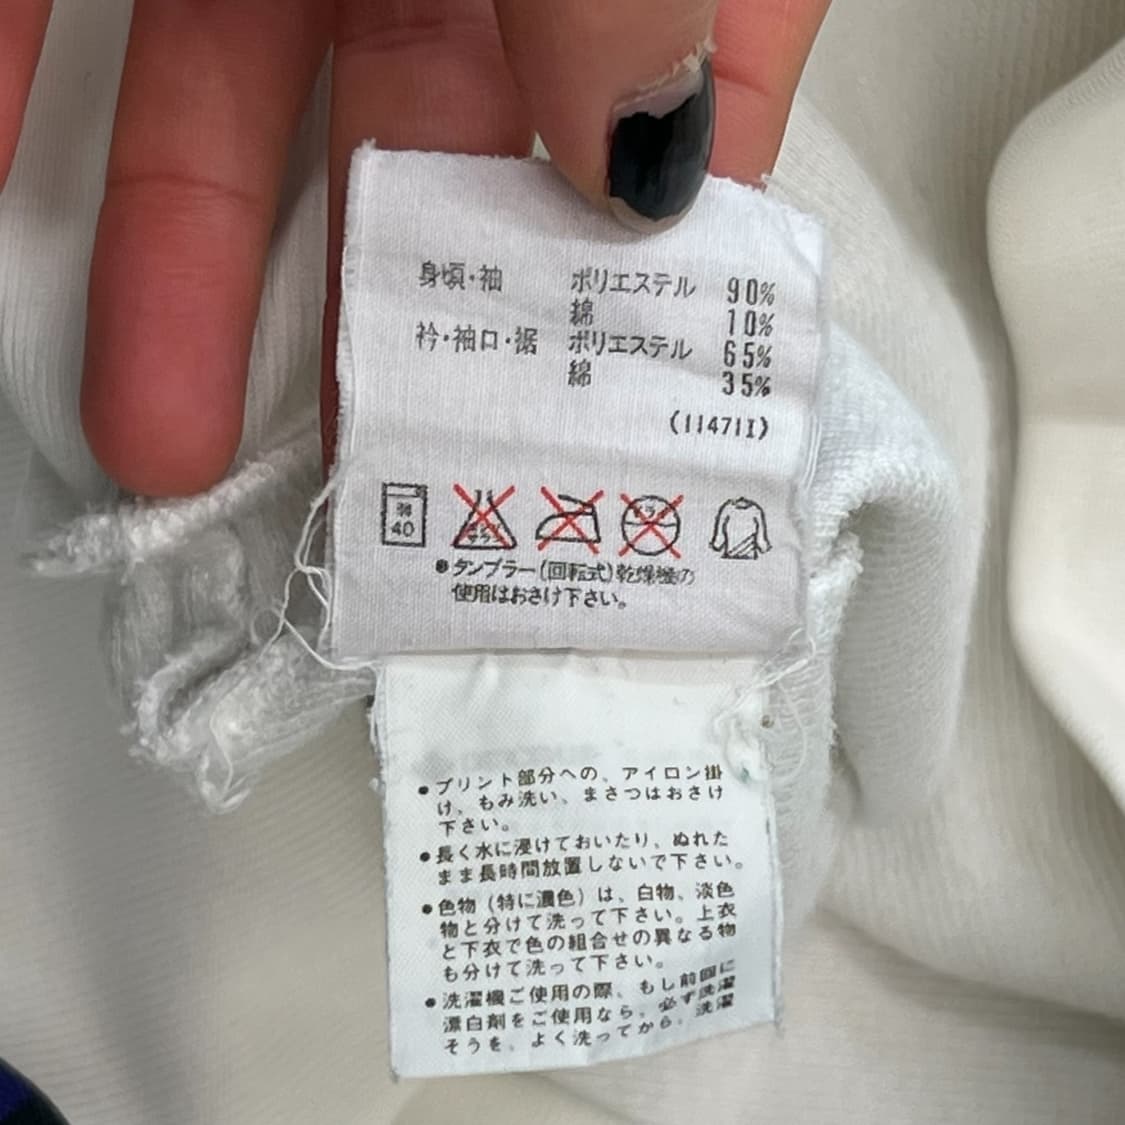 身頃・袖 ポリエステル 90%
綿 10%
衿・袖口・裾 ポリエステル 65%
綿 35%
(11471I)
弱
40
●タンブラー(回転式)乾燥機の
使用はおさけ下さい。
●プリント部分への、アイロン掛
け、もみ洗い、まさつはおさけ
下さい。
●長く水に浸けておいたり、ぬれた
まま長時間放置しないで下さい。
●色物(特に濃色)は、白物、淡色
物と分けて洗って下さい。上衣
と下衣で色の組合せの異なる物
も分けて洗って下さい。
●洗濯機ご使用の際、もし前回に
漂白剤をご使用なら、必ず洗濯
そうを、よく洗ってから、洗濯